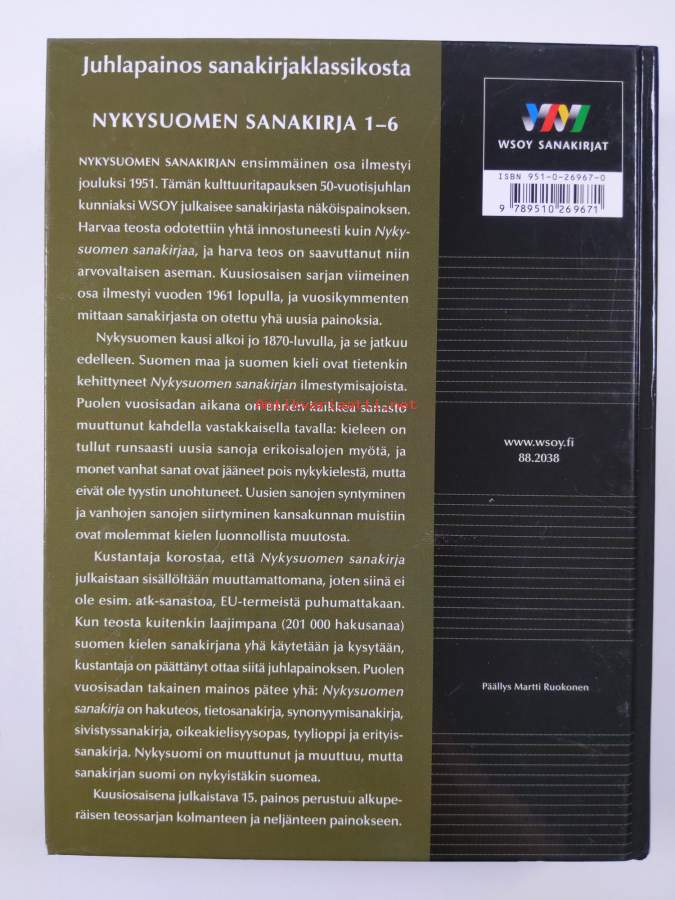 Juhlapainos sanakirjaklassikosta
NYKYSUOMEN SANAKIRJA 1–6
NYKYSUOMEN SANAKIRJAN ensimmäinen osa ilmestyi
jouluksi 1951. Tämän kulttuuritapauksen 50-vuotisjuhlan
kunniaksi WSOY julkaisee sanakirjasta näköispainoksen.
Harvaa teosta odotettiin yhtä innostuneesti kuin Nyky-
suomen sanakirjaa, ja harva teos on saavuttanut niin
arvovaltaisen aseman. Kuusiosaisen sarjan viimeinen
osa ilmestyi vuoden 1961 lopulla, ja vuosikymmenten
mittaan sanakirjasta on otettu yhä uusia painoksia.
Nykysuomen kausi alkoi jo 1870-luvulla, ja se jatkuu
edelleen. Suomen maa ja suomen kieli ovat tietenkin
kehittyneet Nykysuomen sanakirjan ilmestymisajoista.
Puolen vuosisadan aikana on ennen kaikkea sanasto
muuttunut kahdella vastakkaisella tavalla: kieleen on
tullut runsaasti uusia sanoja erikoisalojen myötä, ja
monet vanhat sanat ovat jääneet pois nykykielestä, mutta
eivät ole tyystin unohtuneet. Uusien sanojen syntyminen
ja vanhojen sanojen siirtyminen kansakunnan muistiin
ovat molemmat kielen luonnollista muutosta.
Kustantaja korostaa, että Nykysuomen sanakirja
julkaistaan sisällöltään muuttamattomana, joten siinä ei
ole esim. atk-sanastoa, EU-termeistä puhumattakaan.
Kun teosta kuitenkin laajimpana (201 000 hakusanaa)
suomen kielen sanakirjana yhä käytetään ja kysytään,
kustantaja on päättänyt ottaa siitä juhlapainoksen. Puolen
vuosisadan takainen mainos pätee yhä: Nykysuomen
sanakirja on hakuteos, tietosanakirja, synonyymisanakirja,
sivistyssanakirja, oikeakielisyysopas, tyylioppi ja erityis-
sanakirja. Nykysuomi on muuttunut ja muuttuu, mutta
sanakirjan suomi on nykyistäkin suomea.
Kuusiosaisena julkaistava 15. painos perustuu alkupe-
räisen teossarjan kolmanteen ja neljänteen painokseen.
WSOY SANAKIRJAT
ISBN 951-0-26967-0
9 789510 269671
www.wsoy.fi
88.2038
Päällys Martti Ruokonen